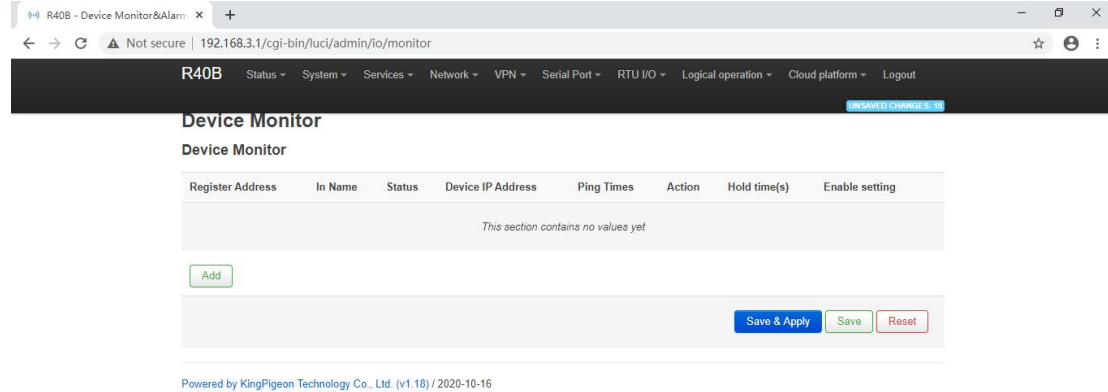 R40B - Device Monitor&Alarm
Not secure | 192.168.3.1/cgi-bin/luci/admin/io/monitor
R40B Status System Services Network VPN Serial Port RTU I/O Logical operation Cloud platform Logout
UNSAVED CHANGES: 15
Device Monitor
Device Monitor
Register Address In Name Status Device IP Address Ping Times Action Hold time(s) Enable setting
This section contains no values yet
Add
Save & Apply Save Reset
Powered by KingPigeon Technology Co., Ltd. (v1.18) / 2020-10-16